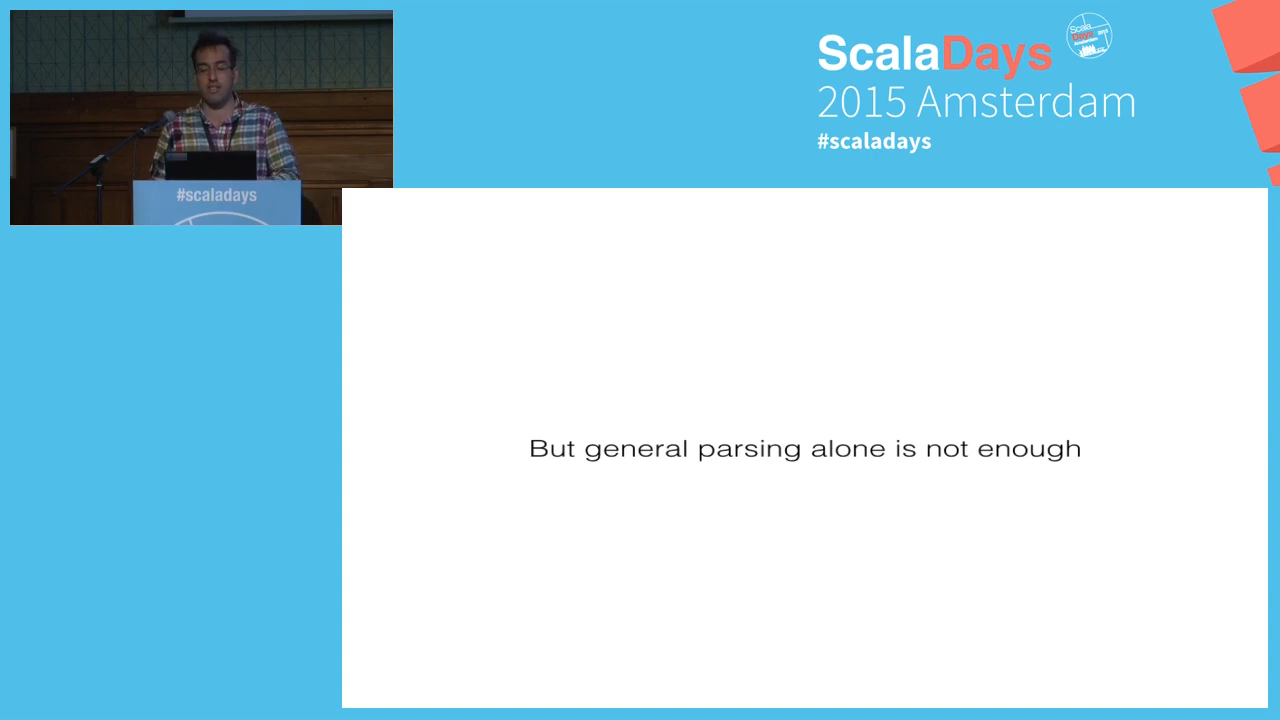 ScalaDays
2015 Amsterdam
#scaladays
#scaladays
But general parsing alone is not enough